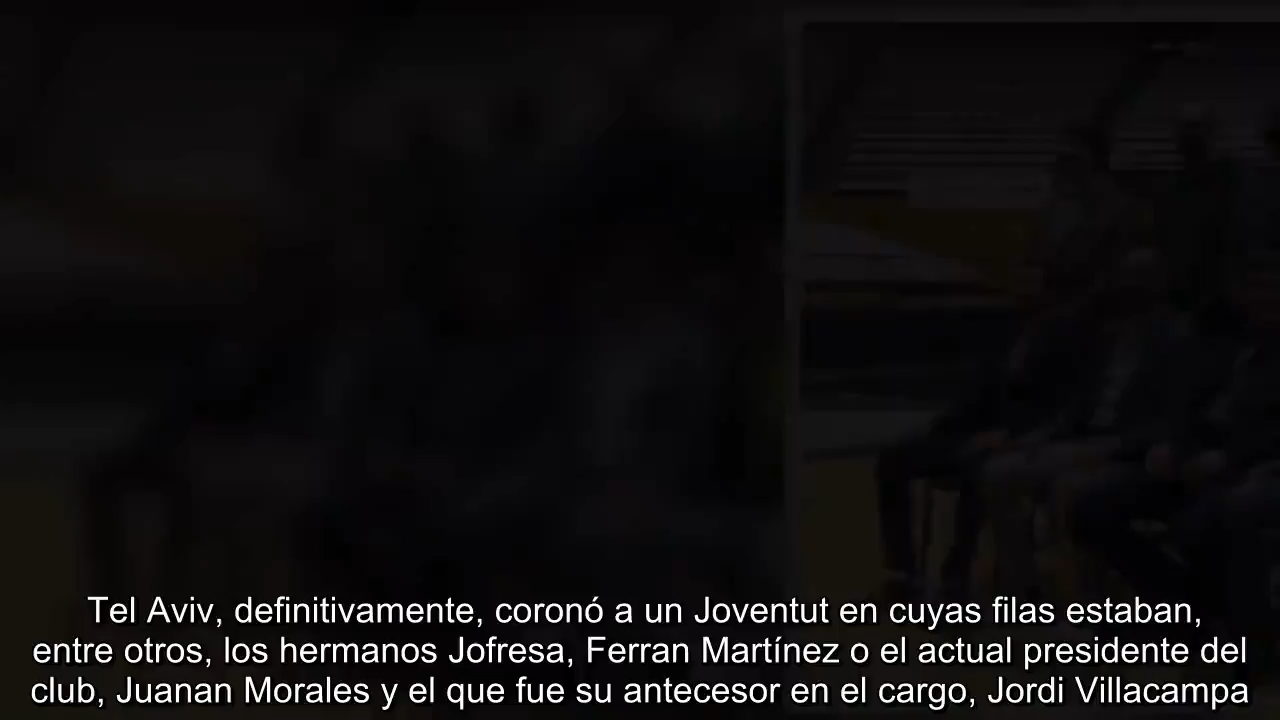 Tel Aviv, definitivamente, coronó a un Joventut en cuyas filas estaban,
entre otros, los hermanos Jofresa, Ferran Martínez o el actual presidente del
club, Juanan Morales y el que fue su antecesor en el cargo, Jordi Villacampa